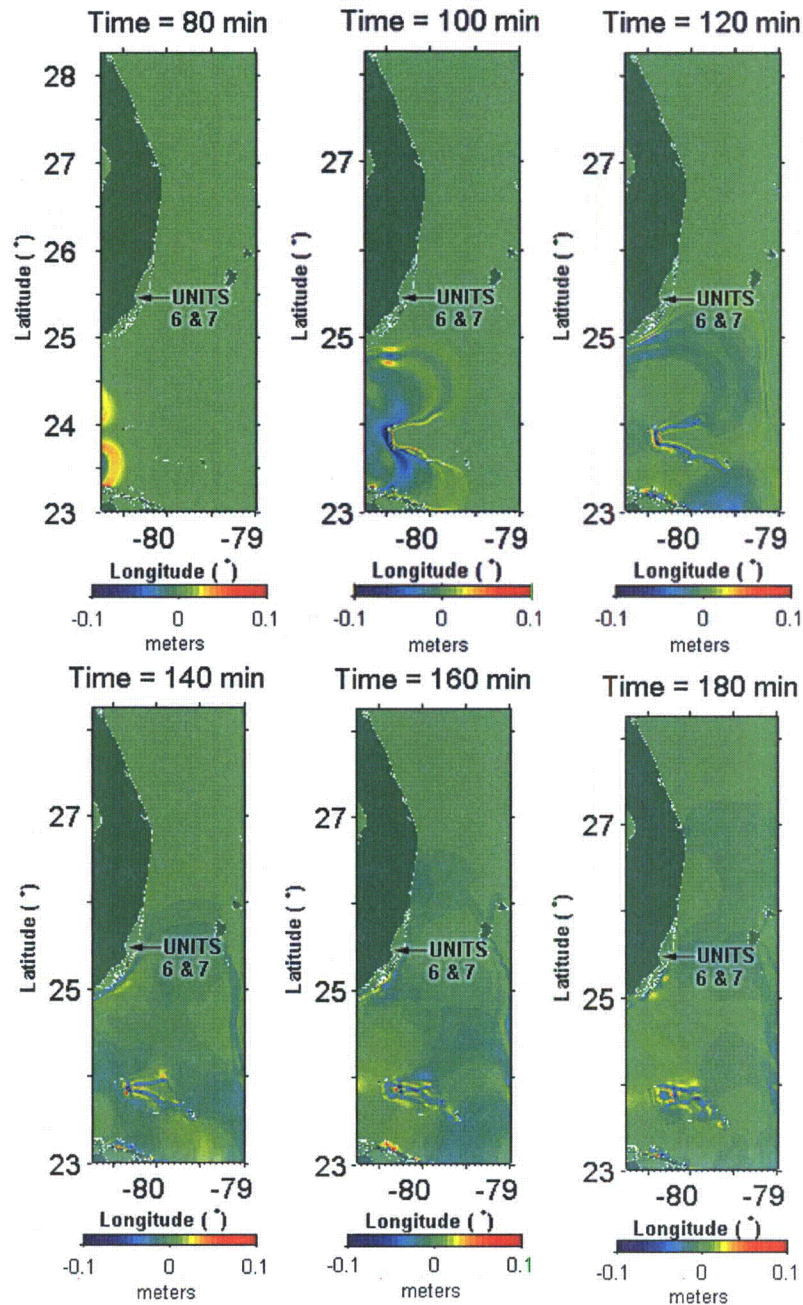 Time = 80 min
Time = 100 min
Time = 120 min
28
27
26
25
24
23
Latitude (°)
UNITS
6 & 7
-80
-79
Longitude (°)
-0.1
0
0.1
meters
27
25
23
Latitude (°)
UNITS
6 & 7
-80
-79
Longitude (°)
-0.1
0
0.1
meters
27
25
23
Latitude (°)
UNITS
6 & 7
-80
-79
Longitude (°)
-0.1
0
0.1
meters
Time = 140 min
Time = 160 min
Time = 180 min
27
25
23
Latitude (°)
UNITS
6 & 7
-80
-79
Longitude (°)
-0.1
0
0.1
meters
27
25
23
Latitude (°)
UNITS
6 & 7
-80
-79
Longitude (°)
-0.1
0
0.1
meters
27
25
23
Latitude (°)
UNITS
6 & 7
-80
-79
Longitude (°)
-0.1
0
0.1
meters